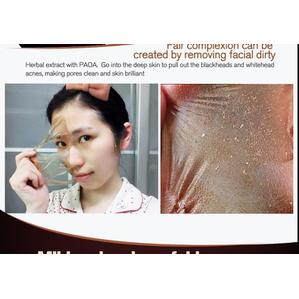 Fair complexion can be
created by removing facial dirty
Herbal extract with PAOA. Go into the deep skin to pull out the blackheads and whitehead
acnes, making pores clean and skin brilliant